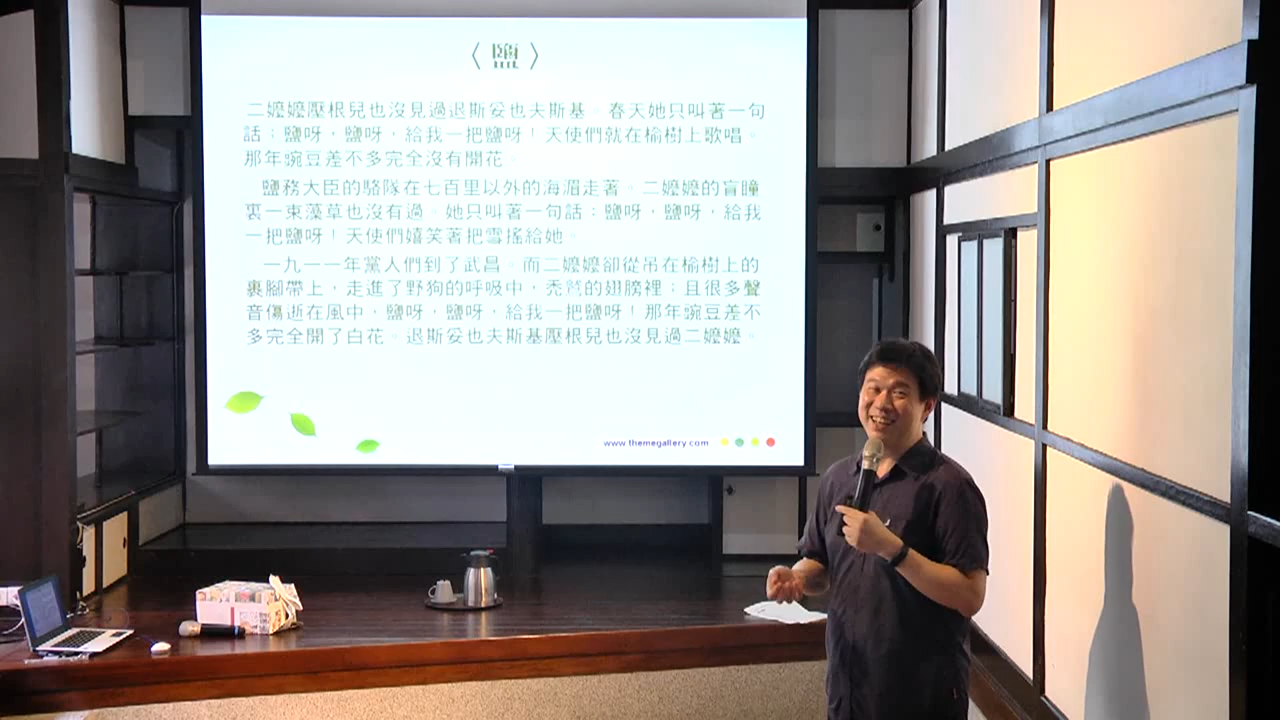 〈鹽〉
二嬤嬤壓根兒也沒見過退斯妥也夫斯基。春天她只叫著一句
話：鹽呀，鹽呀，給我一把鹽呀！天使們就在榆樹上歌唱。
那年豌豆差不多完全沒有開花。
鹽務大臣的駱隊在七百里以外的海湄走著。二嬤嬤的盲瞳
裏一束藻草也沒有過。她只叫著一句話：鹽呀，鹽呀，給我
一把鹽呀！天使們嬉笑著把雪搖給她。
一九一一年黨人們到了武昌。而二嬤嬤卻從吊在榆樹上的
裹腳帶上，走進了野狗的呼吸中，禿鷲的翅膀裡；且很多聲
音傷逝在風中，鹽呀，鹽呀，給我一把鹽呀！那年豌豆差不
多完全開了白花。退斯妥也夫斯基壓根兒也沒見過二嬤嬤。
www.themegallery.com